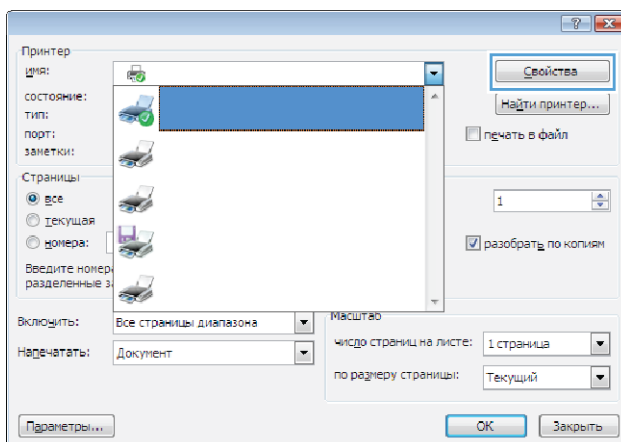 Принтер
имя:
Свойства
состояние:
Найти принтер...
тип:
порт:
печать в файл
заметки:
Страницы
все
1
текущая
номера:
разобрать по копиям
Введите номер
разделенные з
Включить: Все страницы диапазона
Масштаб
число страниц на листе: 1 страница
Напечатать: Документ
по размеру страницы: Текущий
Параметры...
ОК
Закрыть